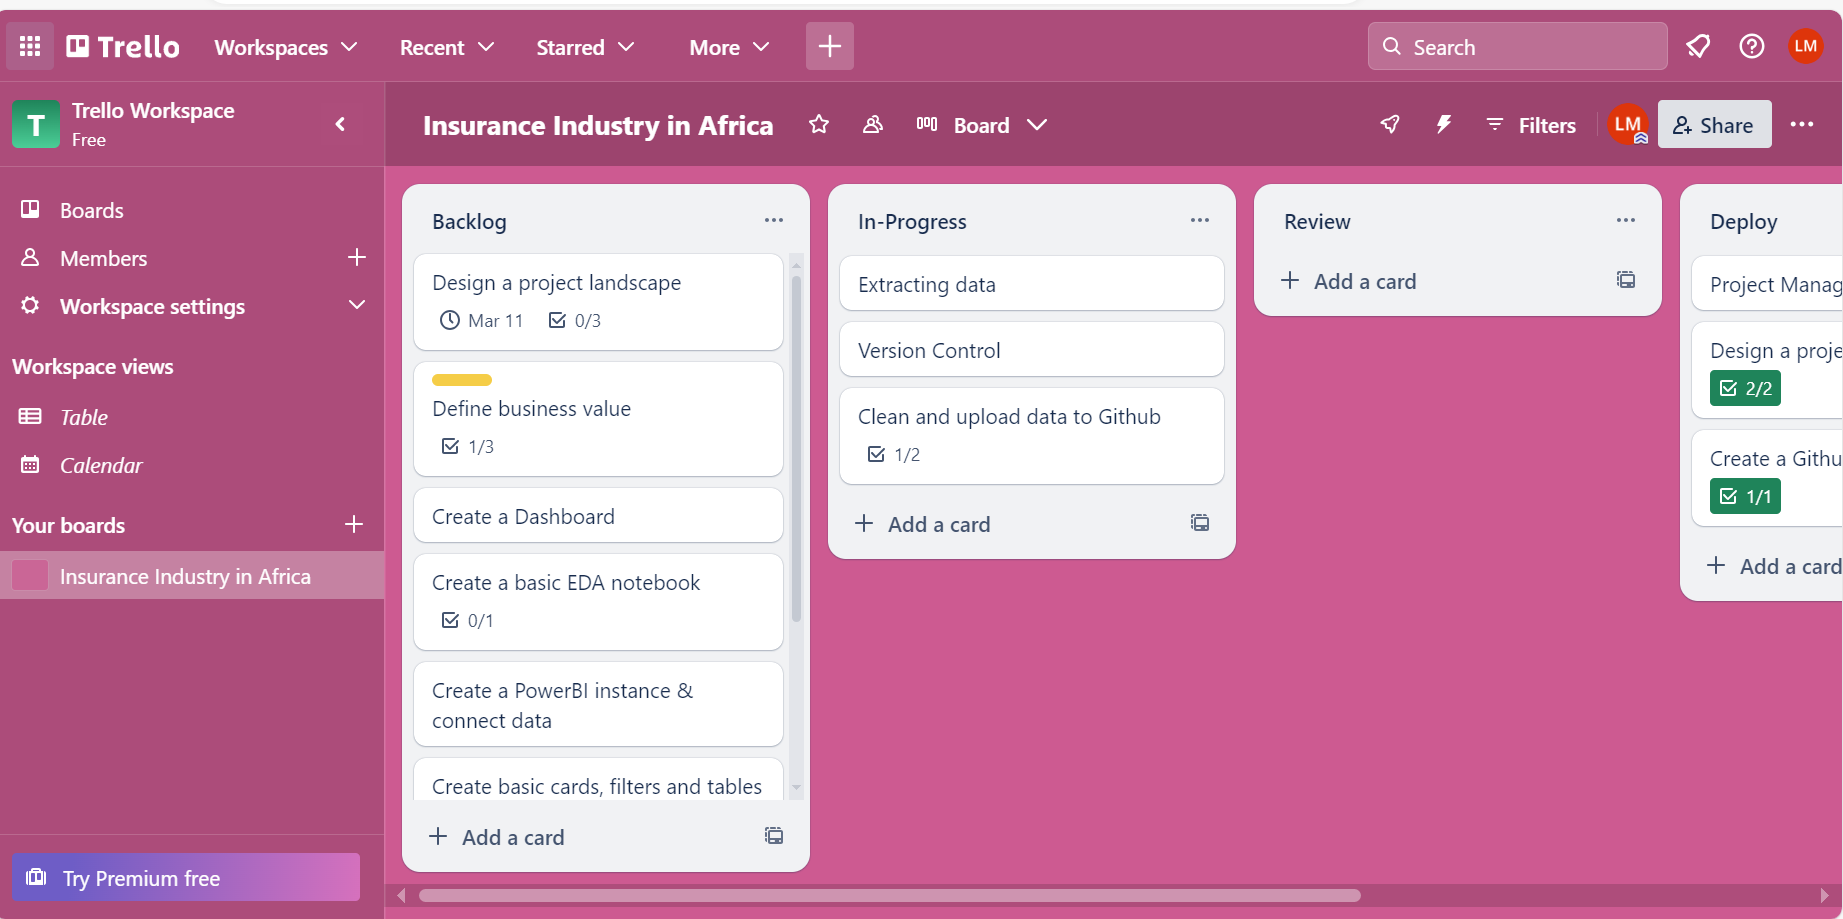 Trello
Workspaces
Recent
Starred
More
Search
LM
T
Trello Workspace
Free
Insurance Industry in Africa
Board
Filters
LM
Share
Boards
Members
Workspace settings
Workspace views
Table
Calendar
Your boards
Insurance Industry in Africa
Try Premium free
Backlog
Design a project landscape
Mar 11 0/3
Define business value
1/3
Create a Dashboard
Create a basic EDA notebook
0/1
Create a PowerBI instance &
connect data
Create basic cards, filters and tables
Add a card
In-Progress
Extracting data
Version Control
Clean and upload data to Github
1/2
Add a card
Review
Add a card
Deploy
Project Manag
Design a proje
2/2
Create a Githu
1/1
Add a card